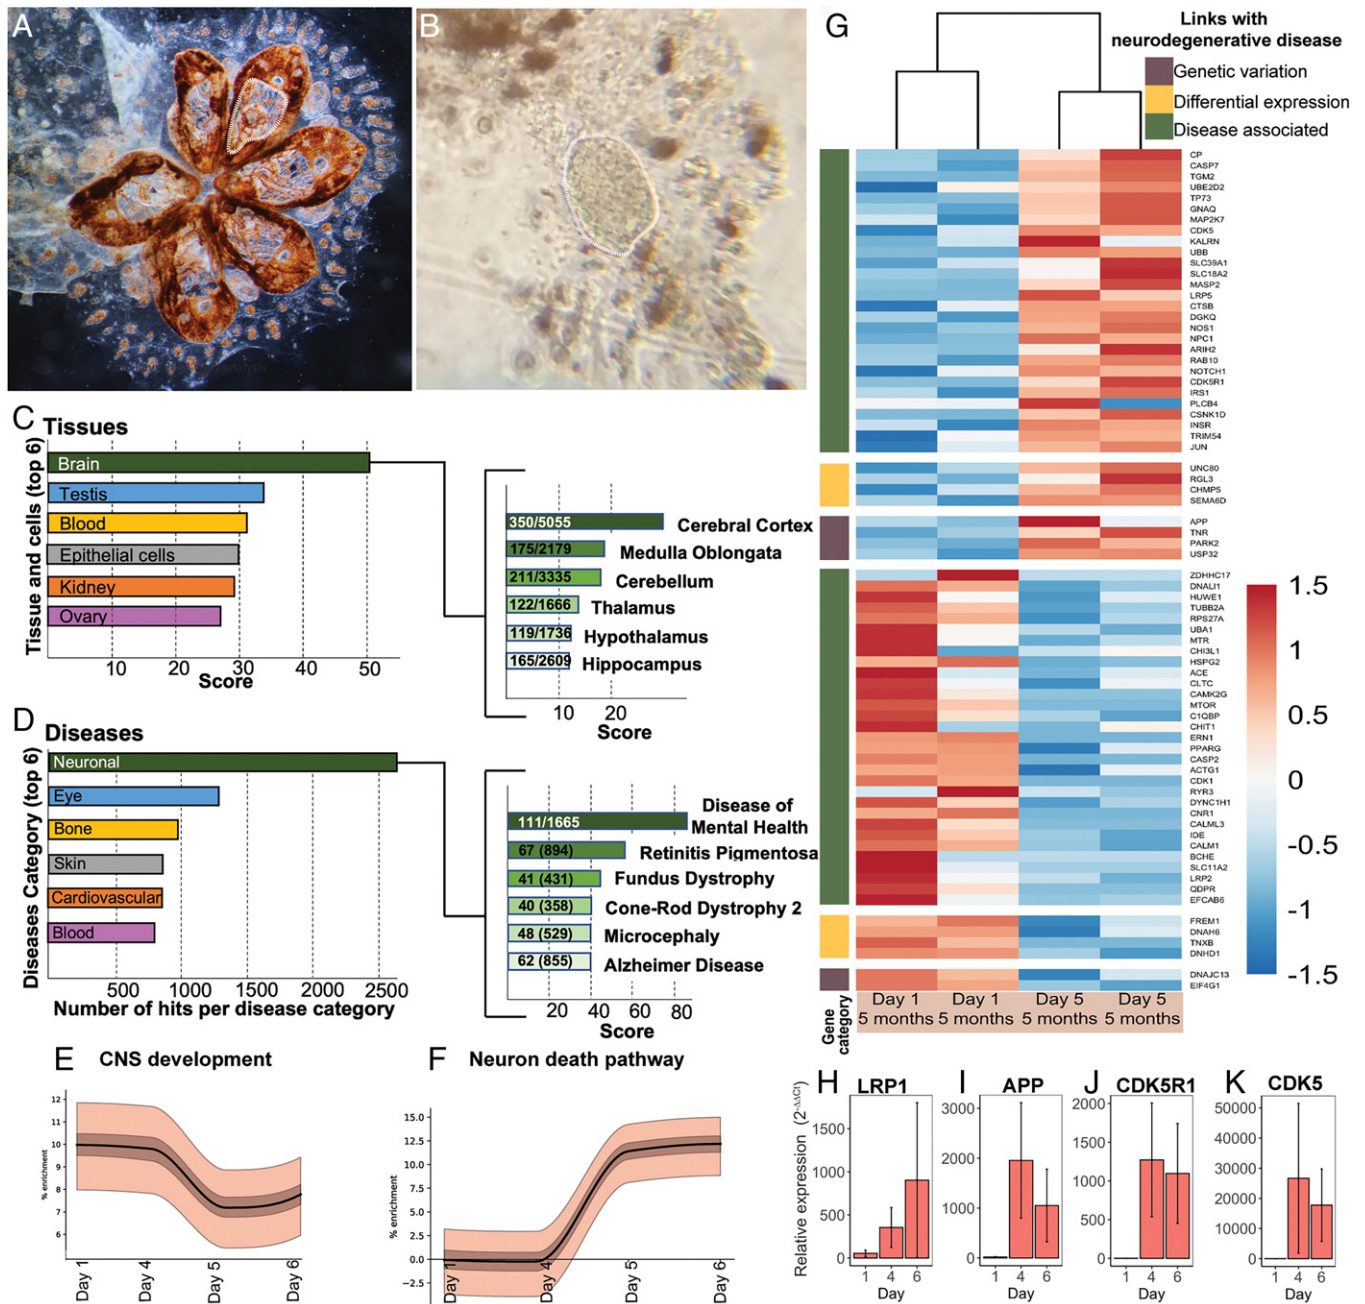 A
B
C
Tissues
Tissue and cells (top 6)
Brain
Testis
Blood
Epithelial cells
Kidney
Ovary
10 20 30 40 50
Score
350/5055 Cerebral Cortex
175/2179 Medulla Oblongata
211/3335 Cerebellum
122/1666 Thalamus
119/1736 Hypothalamus
165/2609 Hippocampus
10 20
Score
D
Diseases
Diseases Category (top 6)
Neuronal
Eye
Bone
Skin
Cardiovascular
Blood
500 1000 1500 2000 2500
Number of hits per disease category
Disease of
111/1665 Mental Health
67 (894) Retinitis Pigmentosa
41 (431) Fundus Dystrophy
40 (358) Cone-Rod Dystrophy 2
48 (529) Microcephaly
62 (855) Alzheimer Disease
20 40 60 80
Score
E CNS development
% enrichment
12
11
10
9
8
7
6
Day 1 Day 4 Day 5 Day 6
F Neuron death pathway
% enrichment
15.0
12.5
10.0
7.5
5.0
2.5
0.0
−2.5
Day 1 Day 4 Day 5 Day 6
G
Links with
neurodegenerative disease
Genetic variation
Differential expression
Disease associated
CP
CASP7
TGM2
UBE2D2
TP73
GNAQ
MAP2K7
CDK5
KALRN
UBB
SLC39A1
SLC18A2
MASP2
LRP5
CTSB
DGKQ
NOS1
NPC1
ARIH2
RAB10
NOTCH1
CDK5R1
IRS1
PLCB4
CSNK1D
INSR
TRIM54
JUN
UNC80
RGL3
CHMP5
SEMA6D
APP
TNR
PARK2
USP32
ZDHHC17
DNALI1
HUWE1
TUBB2A
RPS27A
UBA1
MTR
CHI3L1
HSPG2
ACE
CLTC
CAMK2G
MTOR
C1QBP
CHIT1
ERN1
PPARG
CASP2
ACTG1
CDK1
RYR3
DYNC1H1
CNR1
CALML3
IDE
CALM1
BCHE
SLC11A2
LRP2
QDPR
EFCAB6
FREM1
DNAH6
TNXB
DNHD1
DNAJC13
EIF4G1
1.5
1
0.5
0
-0.5
-1
-1.5
Gene
category
Day 1 Day 1 Day 5 Day 5
5 months 5 months 5 months 5 months
H LRP1
Relative expression (2^-ΔΔCt)
1500
1000
500
0
1 4 6
Day
I APP
3000
2000
1000
0
1 4 6
Day
J CDK5R1
2000
1500
1000
500
0
1 4 6
Day
K CDK5
50000
40000
30000
20000
10000
0
1 4 6
Day